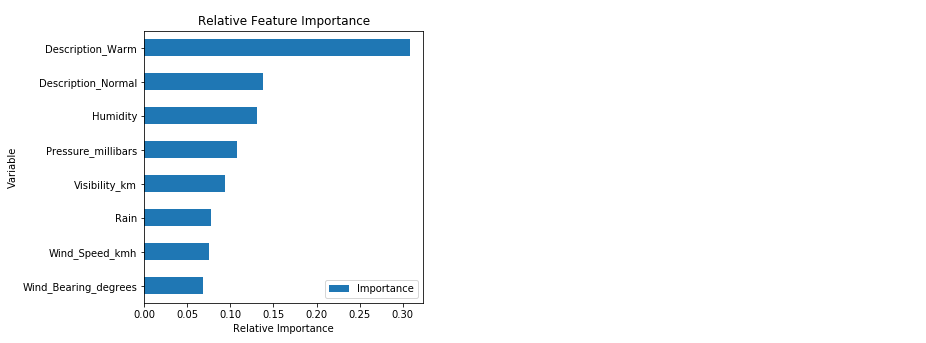 Relative Feature Importance
Variable
Description_Warm
Description_Normal
Humidity
Pressure_millibars
Visibility_km
Rain
Wind_Speed_kmh
Wind_Bearing_degrees
Importance
0.00 0.05 0.10 0.15 0.20 0.25 0.30
Relative Importance